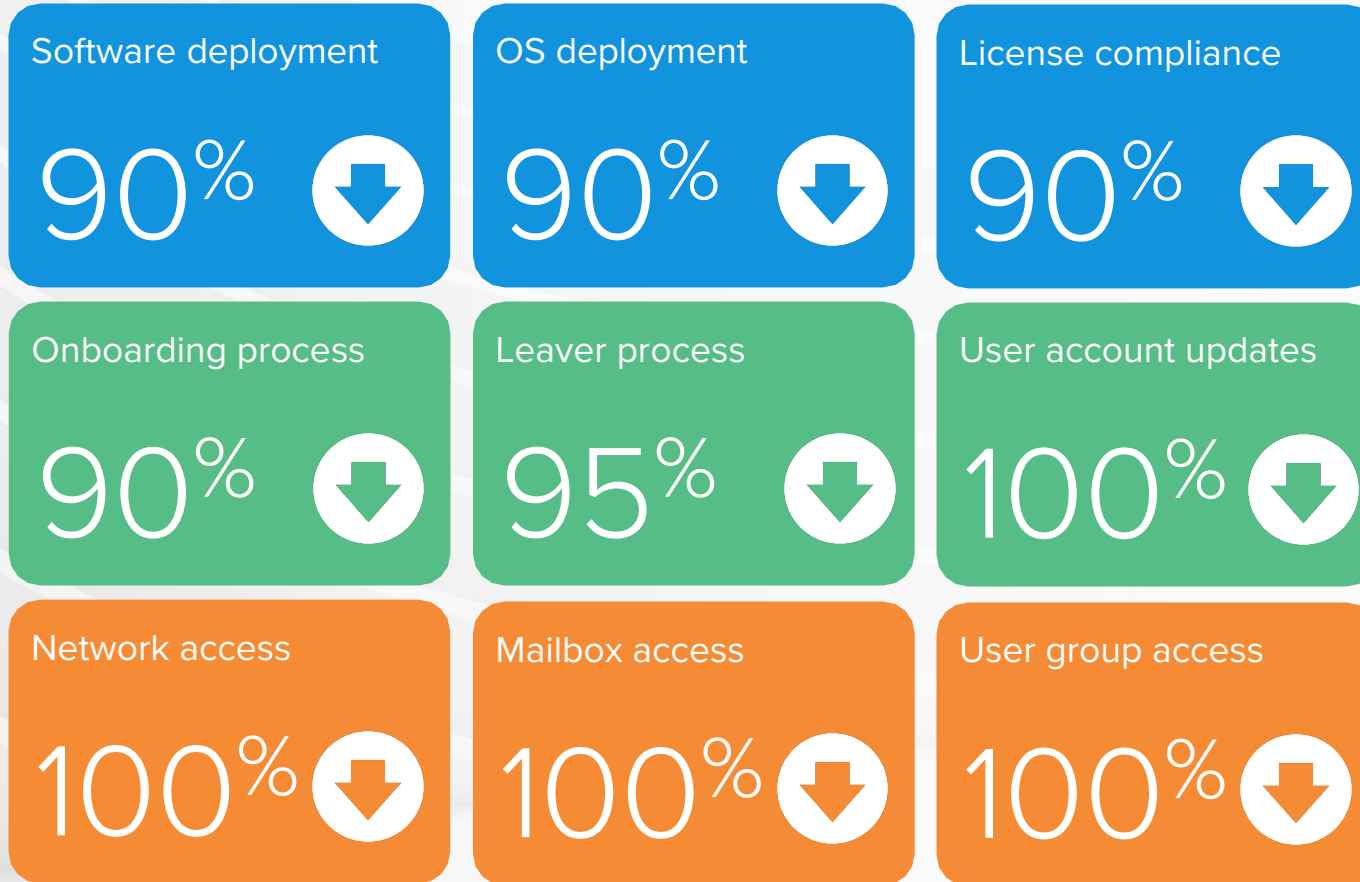 Software deployment
90%
OS deployment
90%
License compliance
90%
Onboarding process
90%
Leaver process
95%
User account updates
100%
Network access
100%
Mailbox access
100%
User group access
100%